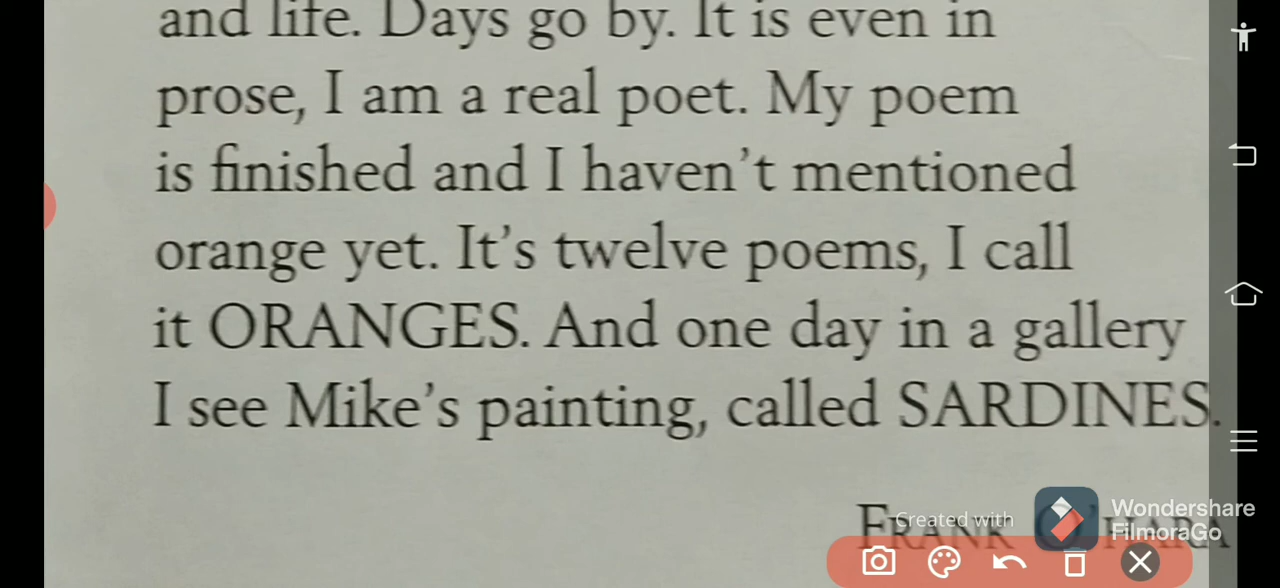 and life. Days go by. It is even in
prose, I am a real poet. My poem
is finished and I haven't mentioned
orange yet. It's twelve poems, I call
it ORANGES. And one day in a gallery
I see Mike's painting, called SARDINES.
FRANK O'HARA
Created with
Wondershare
FilmoraGo